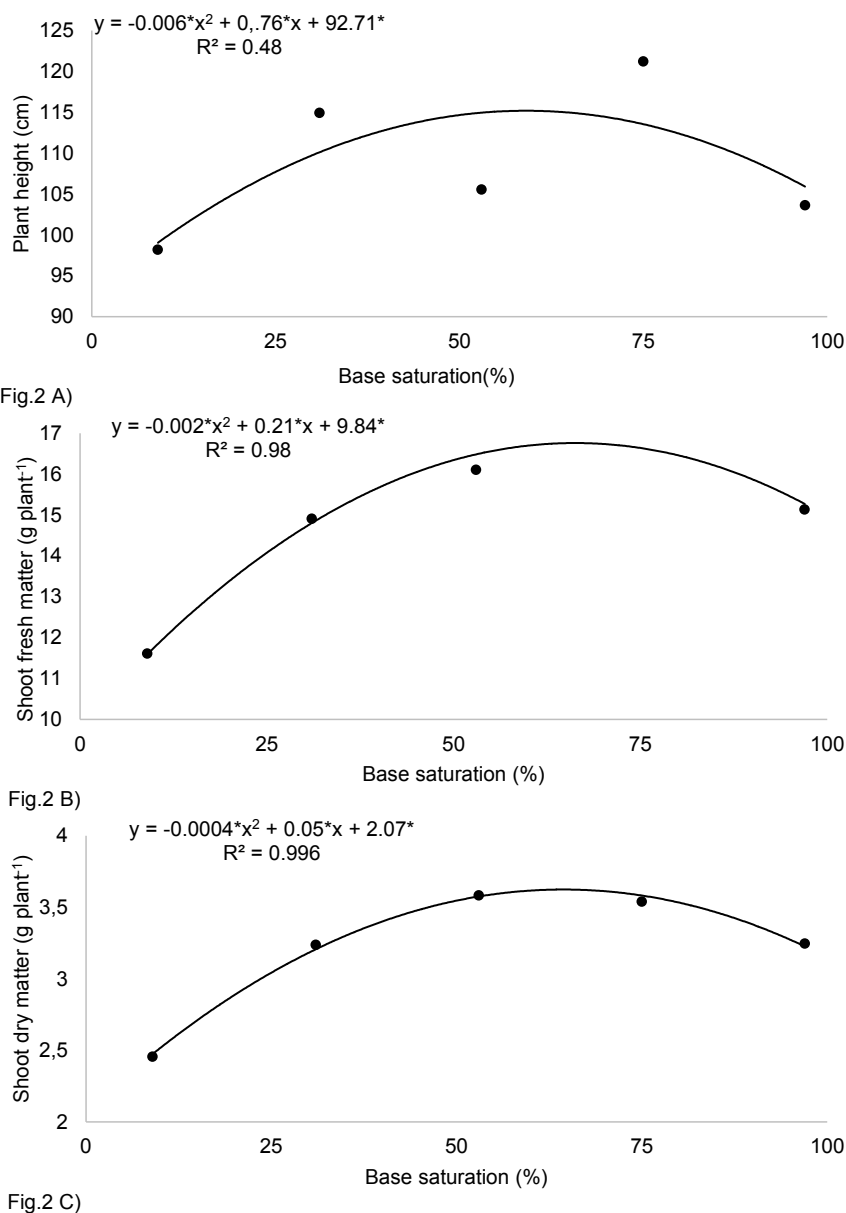 y = -0.006*x² + 0,.76*x + 92.71*
R² = 0.48
125
120
115
110
105
100
95
90
Plant height (cm)
0 25 50 75 100
Base saturation(%)
Fig.2 A)
y = -0.002*x² + 0.21*x + 9.84*
R² = 0.98
17
16
15
14
13
12
11
10
Shoot fresh matter (g plant⁻¹)
0 25 50 75 100
Base saturation (%)
Fig.2 B)
y = -0.0004*x² + 0.05*x + 2.07*
R² = 0.996
4
3,5
3
2,5
2
Shoot dry matter (g plant⁻¹)
0 25 50 75 100
Base saturation (%)
Fig.2 C)